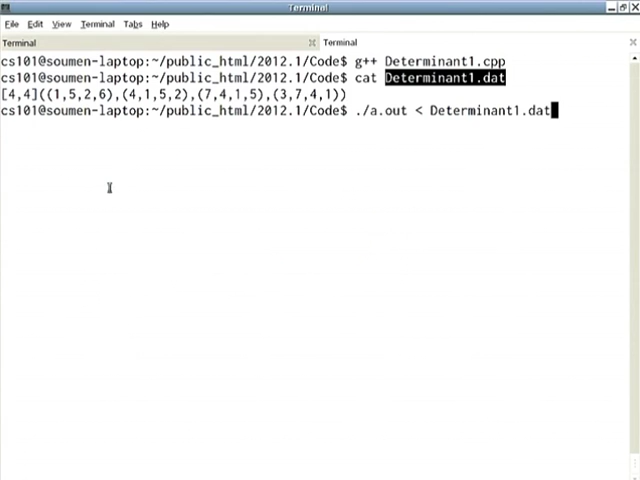 Terminal
File Edit View Terminal Tabs Help
Terminal Terminal
cs101@soumen-laptop:~/public_html/2012.1/Code$ g++ Determinant1.cpp
cs101@soumen-laptop:~/public_html/2012.1/Code$ cat Determinant1.dat
[4,4]((1,5,2,6),(4,1,5,2),(7,4,1,5),(3,7,4,1))
cs101@soumen-laptop:~/public_html/2012.1/Code$ ./a.out < Determinant1.dat